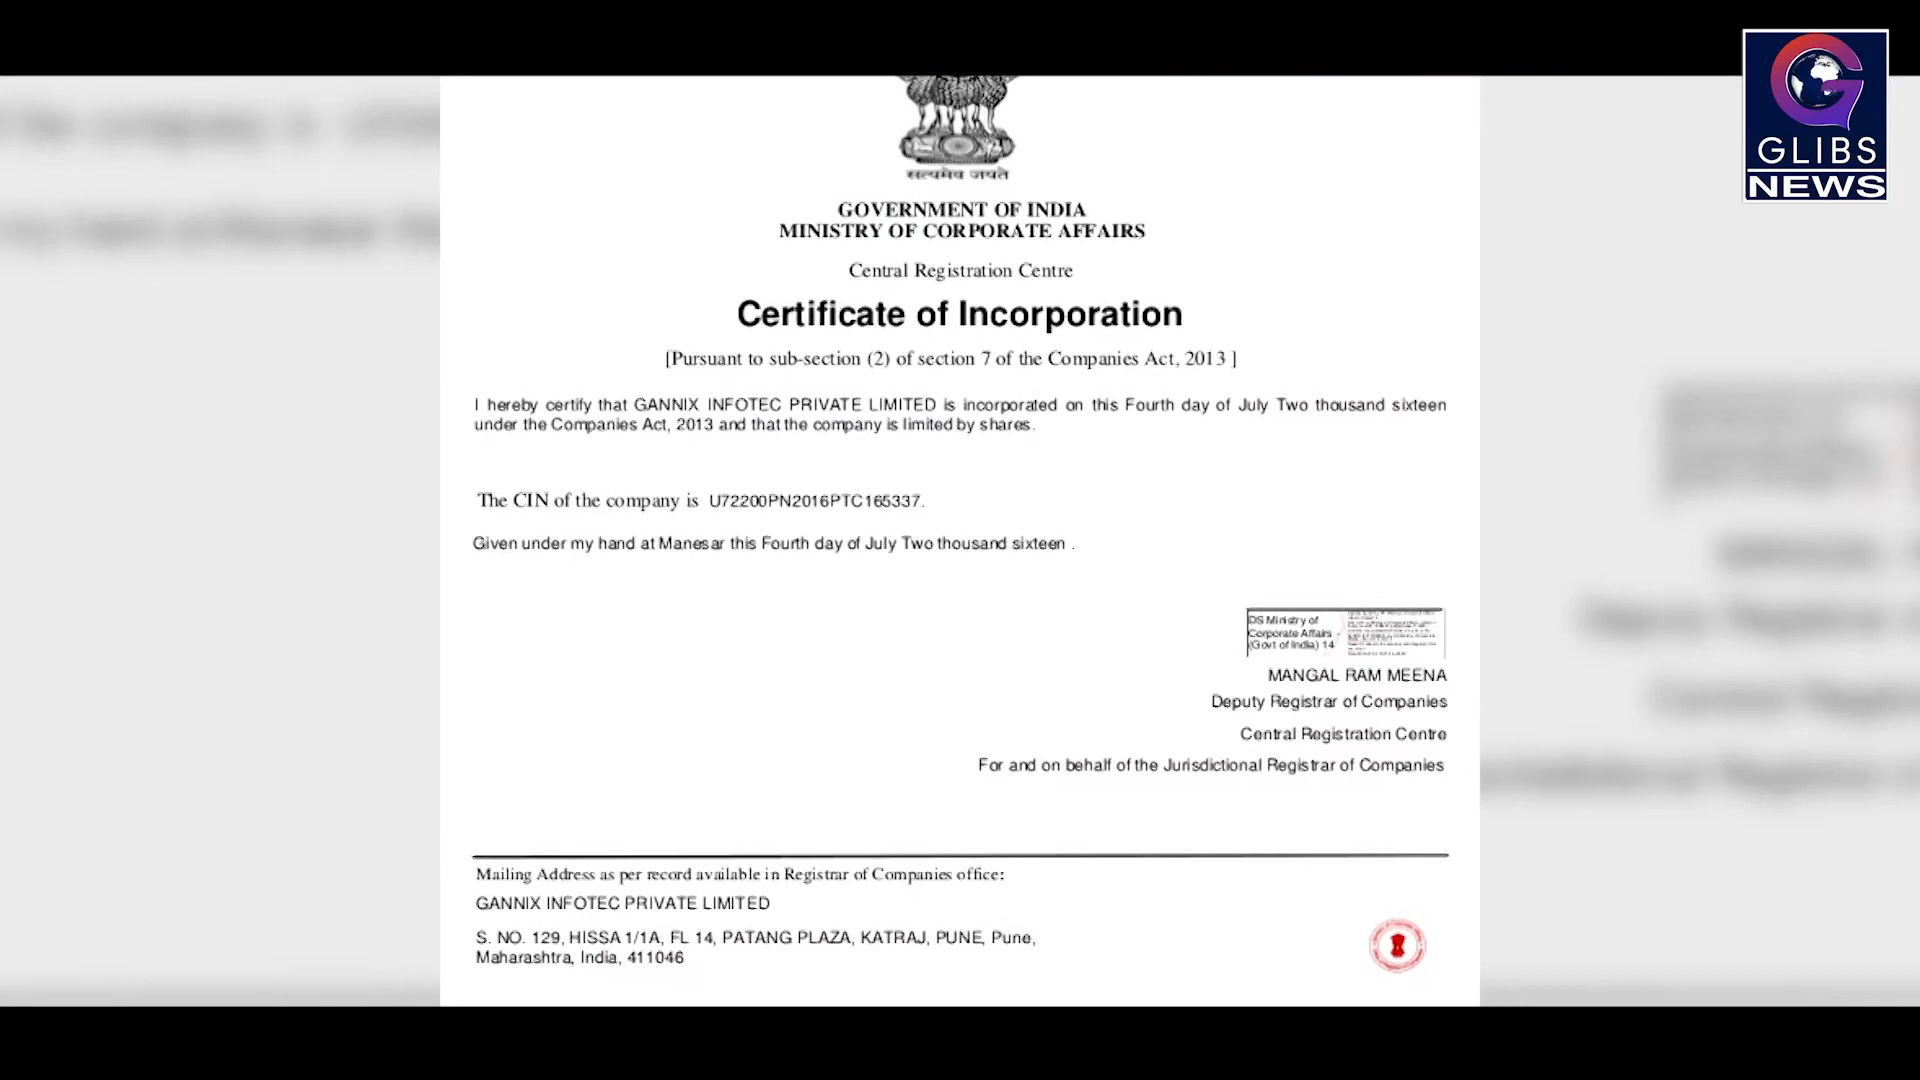 GLIBS
NEWS
सत्यमेव जयते
GOVERNMENT OF INDIA
MINISTRY OF CORPORATE AFFAIRS
Central Registration Centre
Certificate of Incorporation
[Pursuant to sub-section (2) of section 7 of the Companies Act, 2013 ]
I hereby certify that GANNIX INFOTEC PRIVATE LIMITED is incorporated on this Fourth day of July Two thousand sixteen
under the Companies Act, 2013 and that the company is limited by shares.
The CIN of the company is U72200PN2016PTC165337.
Given under my hand at Manesar this Fourth day of July Two thousand sixteen .
DS Ministry of
Corporate Affairs -
(Govt of India) 14
MANGAL RAM MEENA
Deputy Registrar of Companies
Central Registration Centre
For and on behalf of the Jurisdictional Registrar of Companies
Mailing Address as per record available in Registrar of Companies office:
GANNIX INFOTEC PRIVATE LIMITED
S. NO. 129, HISSA 1/1A, FL 14, PATANG PLAZA, KATRAJ, PUNE, Pune,
Maharashtra, India, 411046